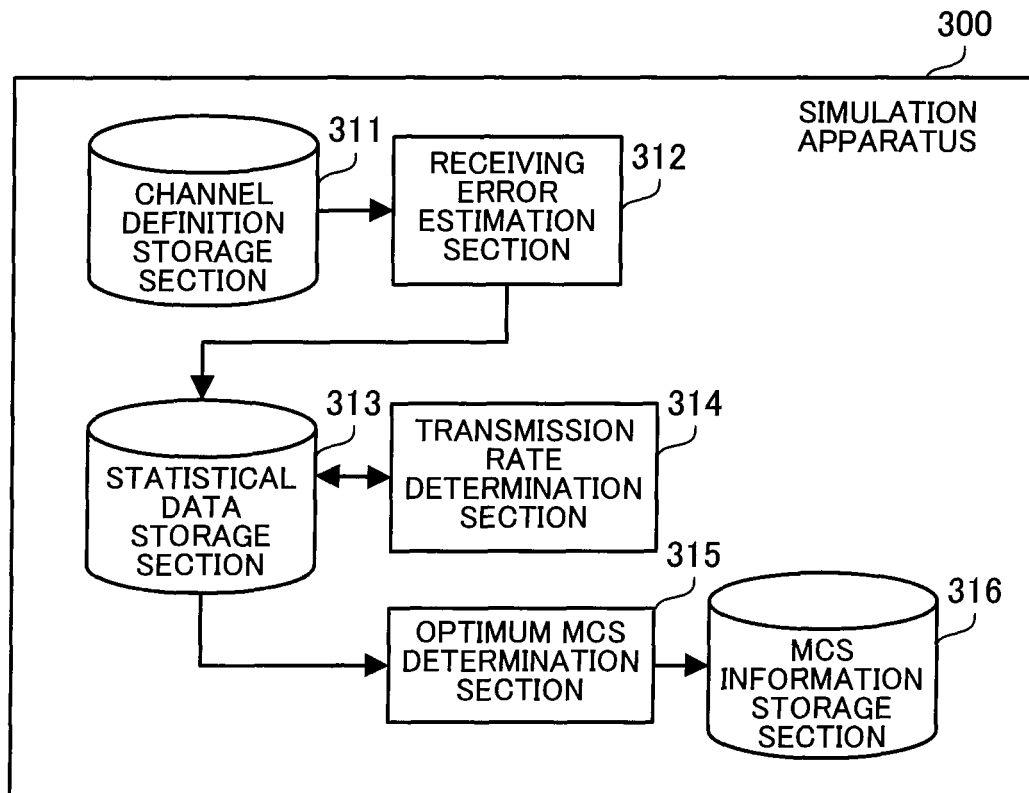 300
SIMULATION
APPARATUS
311
CHANNEL
DEFINITION
STORAGE
SECTION
312
RECEIVING
ERROR
ESTIMATION
SECTION
313
STATISTICAL
DATA
STORAGE
SECTION
314
TRANSMISSION
RATE
DETERMINATION
SECTION
315
OPTIMUM MCS
DETERMINATION
SECTION
316
MCS
INFORMATION
STORAGE
SECTION